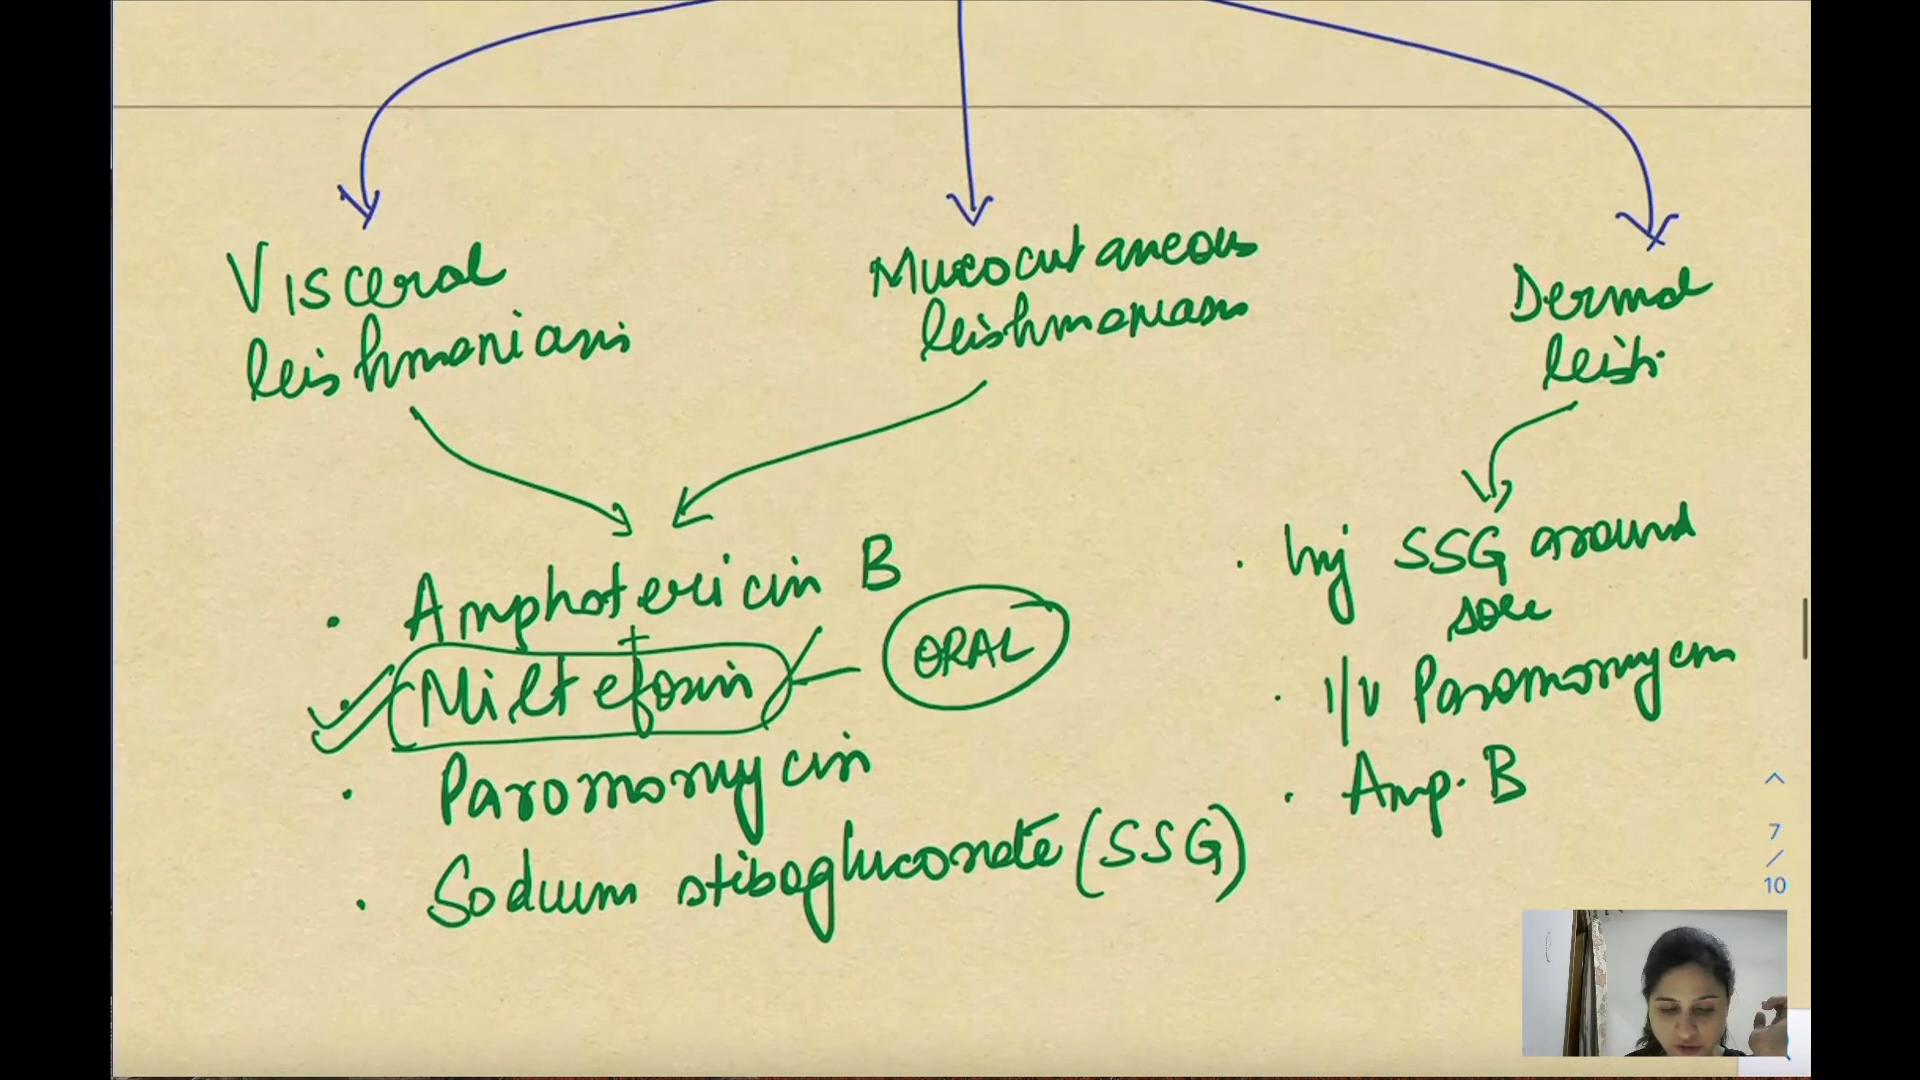 Visceral
leishmaniasis
Mucocutaneous
leishmaniasis
Dermal
leish.
• Amphotericin B
+
• Miltefosin
ORAL
• Paromomycin
• Sodium stibogluconate (SSG)
• Inj SSG around
sore
• I/V Paromomycin
• Amp. B
7
/
10